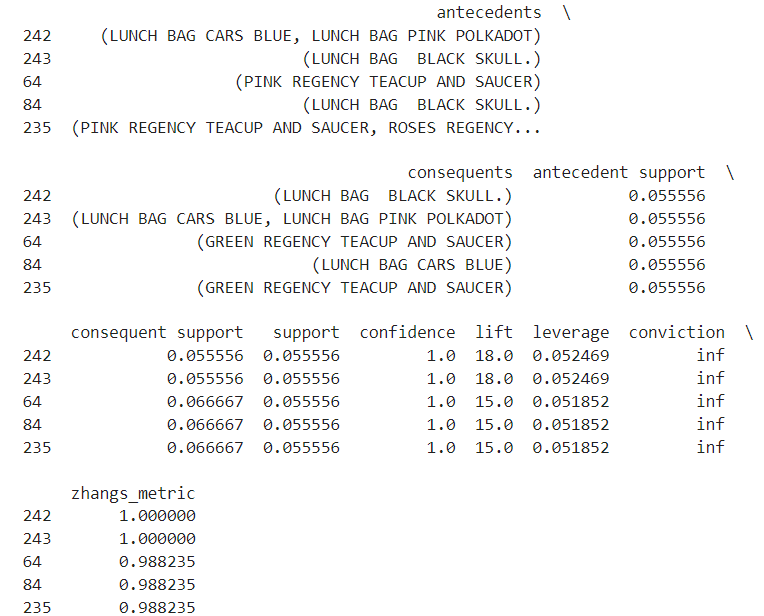 antecedents \
242 (LUNCH BAG CARS BLUE, LUNCH BAG PINK POLKADOT)
243 (LUNCH BAG  BLACK SKULL.)
64 (PINK REGENCY TEACUP AND SAUCER)
84 (LUNCH BAG  BLACK SKULL.)
235 (PINK REGENCY TEACUP AND SAUCER, ROSES REGENCY...
consequents antecedent support \
242 (LUNCH BAG  BLACK SKULL.) 0.055556
243 (LUNCH BAG CARS BLUE, LUNCH BAG PINK POLKADOT) 0.055556
64 (GREEN REGENCY TEACUP AND SAUCER) 0.055556
84 (LUNCH BAG CARS BLUE) 0.055556
235 (GREEN REGENCY TEACUP AND SAUCER) 0.055556
consequent support support confidence lift leverage conviction \
242 0.055556 0.055556 1.0 18.0 0.052469 inf
243 0.055556 0.055556 1.0 18.0 0.052469 inf
64 0.066667 0.055556 1.0 15.0 0.051852 inf
84 0.066667 0.055556 1.0 15.0 0.051852 inf
235 0.066667 0.055556 1.0 15.0 0.051852 inf
zhangs_metric
242 1.000000
243 1.000000
64 0.988235
84 0.988235
235 0.988235